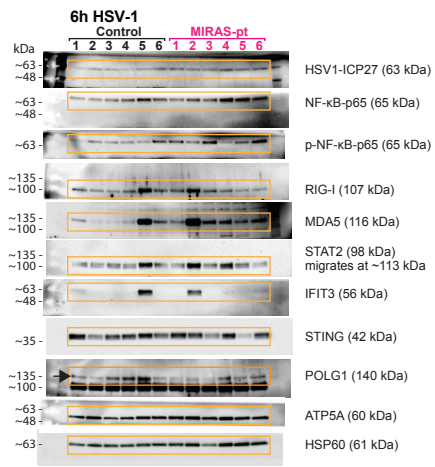 6h HSV-1
Control MIRAS-pt
kDa 1 2 3 4 5 6 1 2 3 4 5 6
~63 - HSV1-ICP27 (63 kDa)
~48 -
~63 - NF-κB-p65 (65 kDa)
~48 -
~63 - p-NF-κB-p65 (65 kDa)
~135 -
~100 - RIG-I (107 kDa)
~135 -
~100 - MDA5 (116 kDa)
~135 - STAT2 (98 kDa)
~100 - migrates at ~113 kDa
~63 - IFIT3 (56 kDa)
~48 -
~35 - STING (42 kDa)
~135 - POLG1 (140 kDa)
~100 -
~63 - ATP5A (60 kDa)
~48 -
~63 - HSP60 (61 kDa)